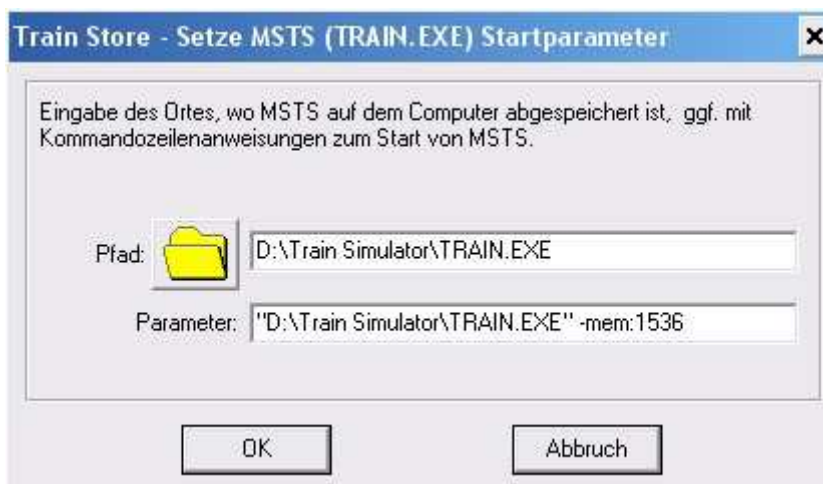 Train Store - Setze MSTS (TRAIN.EXE) Startparameter
Eingabe des Ortes, wo MSTS auf dem Computer abgespeichert ist, ggf. mit
Kommandozeilenanweisungen zum Start von MSTS.
Pfad: D:\Train Simulator\TRAIN.EXE
Parameter: "D:\Train Simulator\TRAIN.EXE" -mem:1536
OK Abbruch